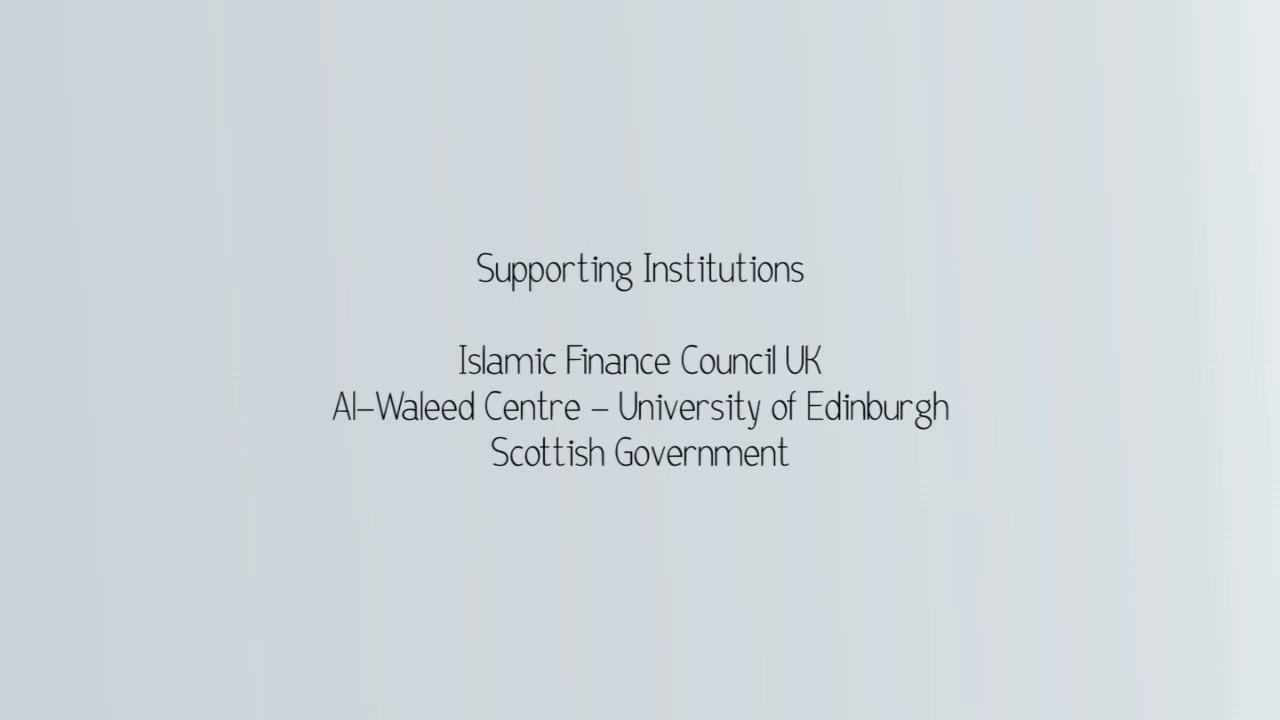 Supporting Institutions
Islamic Finance Council UK
Al-Waleed Centre - University of Edinburgh
Scottish Government